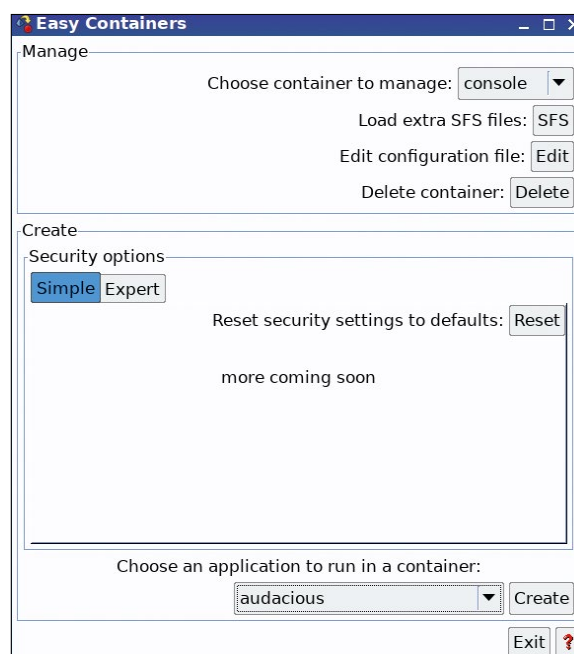 Easy Containers
Manage
Choose container to manage: console
Load extra SFS files: SFS
Edit configuration file: Edit
Delete container: Delete
Create
Security options
Simple Expert
Reset security settings to defaults: Reset
more coming soon
Choose an application to run in a container:
audacious Create
Exit ?